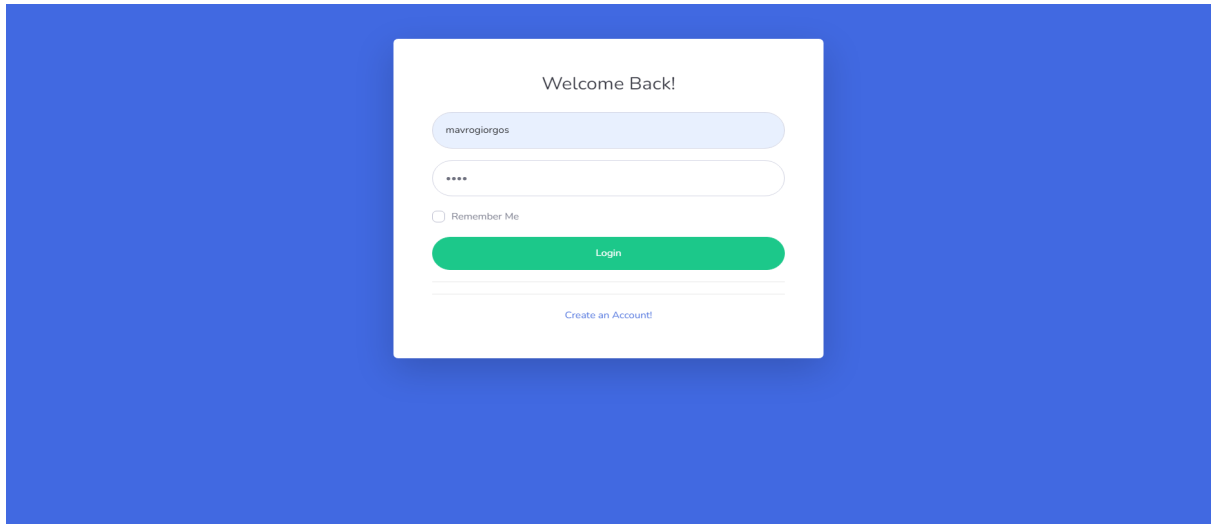 Welcome Back!
mavrogiorgos
••••
Remember Me
Login
Create an Account!